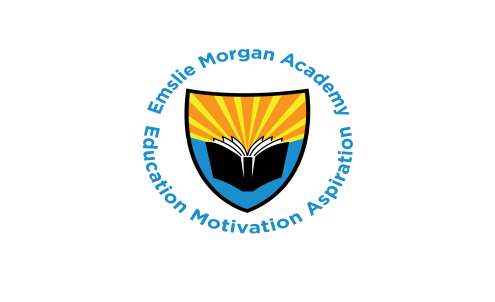 Emslie Morgan Academy
Education Motivation Aspiration